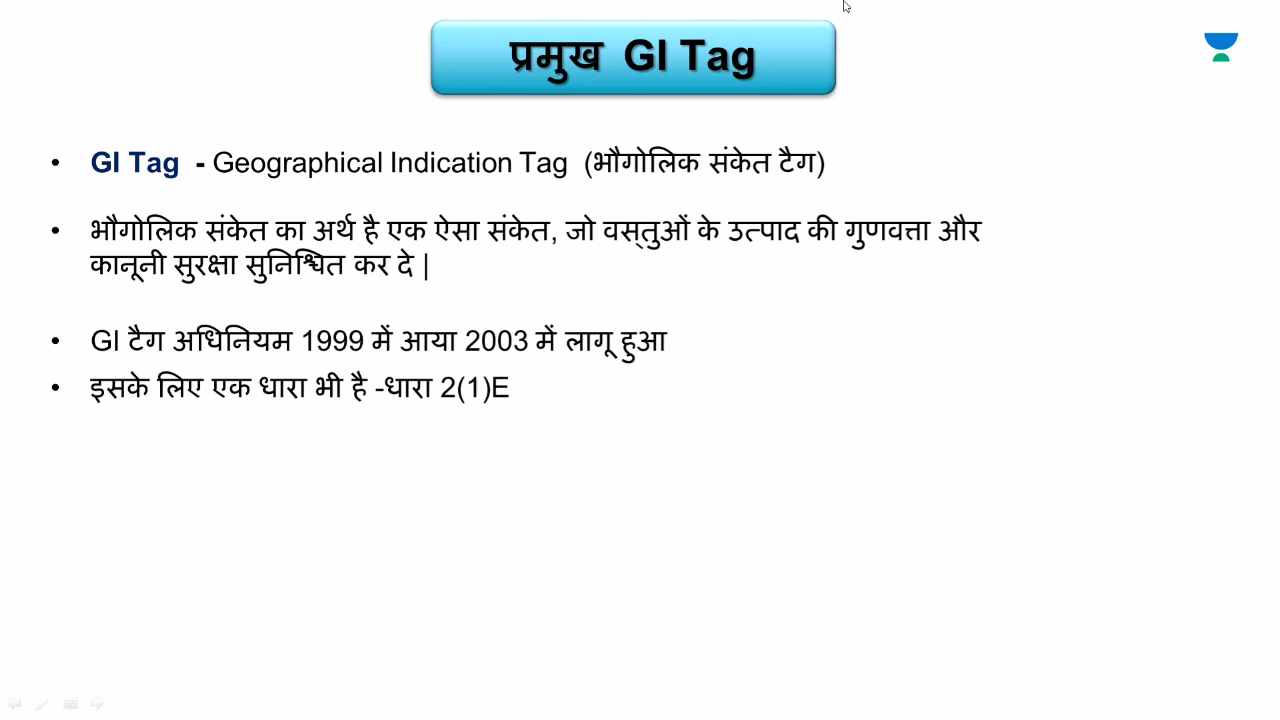 प्रमुख GI Tag
• GI Tag - Geographical Indication Tag (भौगोलिक संकेत टैग)
• भौगोलिक संकेत का अर्थ है एक ऐसा संकेत, जो वस्तुओं के उत्पाद की गुणवत्ता और
कानूनी सुरक्षा सुनिश्चित कर दे |
• GI टैग अधिनियम 1999 में आया 2003 में लागू हुआ
• इसके लिए एक धारा भी है -धारा 2(1)E